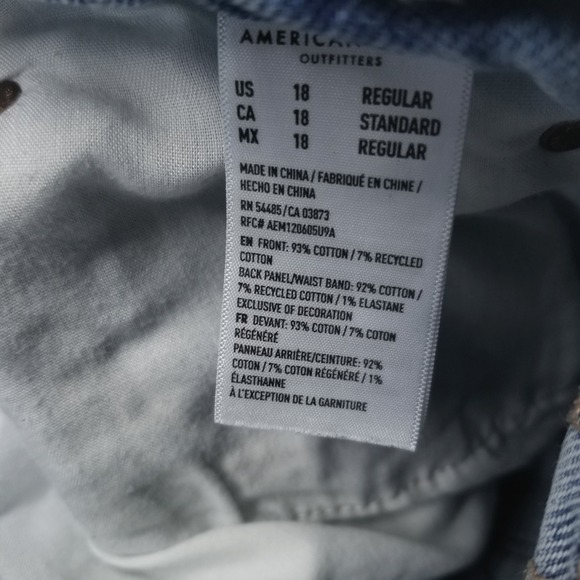 AMERICAN
OUTFITTERS
US 18 REGULAR
CA 18 STANDARD
MX 18 REGULAR
MADE IN CHINA / FABRIQUÉ EN CHINE /
HECHO EN CHINA
RN 54485/CA 03873
RFC# AEM120605U9A
EN FRONT: 93% COTTON / 7% RECYCLED
COTTON
BACK PANEL/WAIST BAND: 92% COTTON /
7% RECYCLED COTTON / 1% ELASTANE
EXCLUSIVE OF DECORATION
FR DEVANT: 93% COTON / 7% COTON
RÉGÉNÉRÉ
PANNEAU ARRIÈRE/CEINTURE: 92%
COTON / 7% COTON RÉGÉNÉRÉ / 1%
ÉLASTHANNE
À L'EXCEPTION DE LA GARNITURE